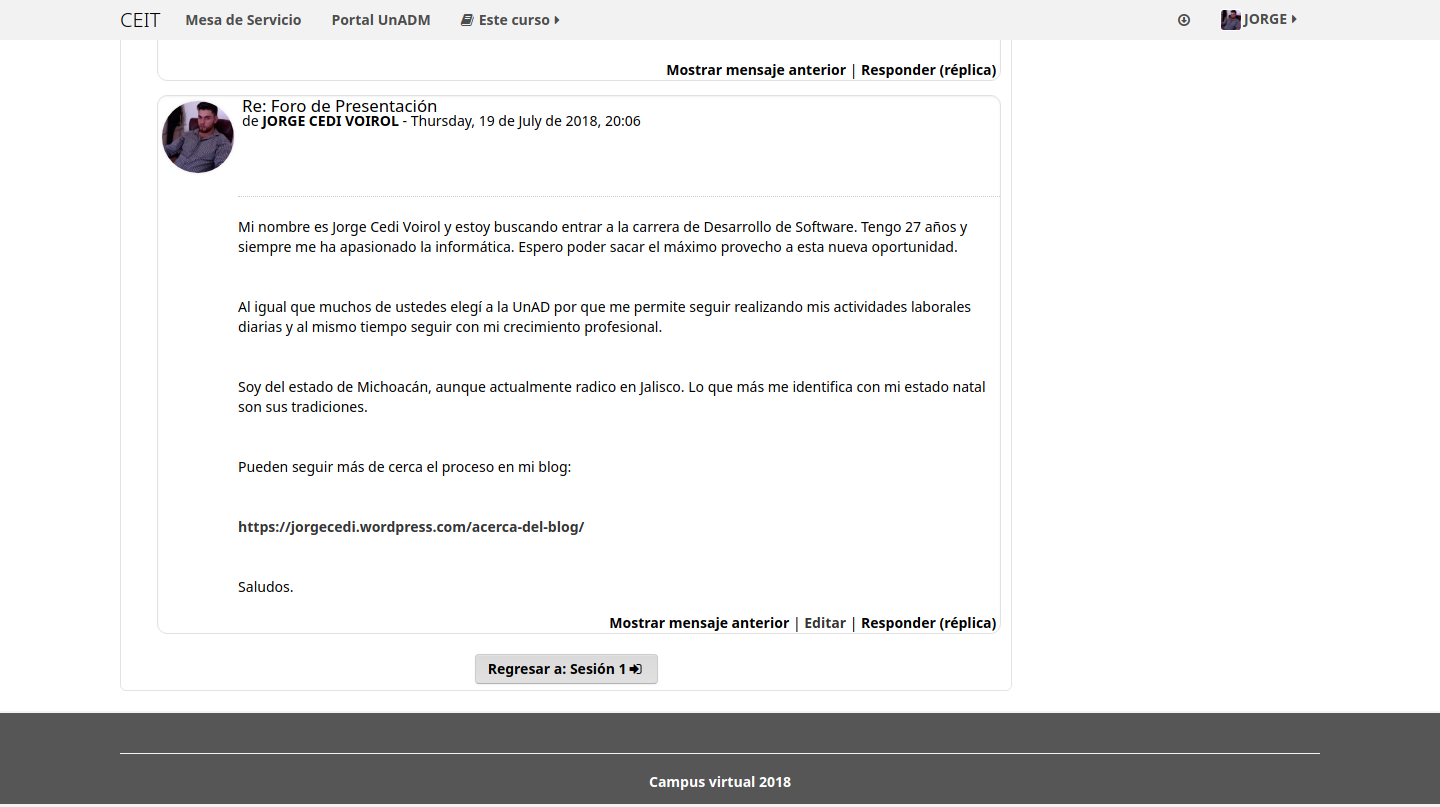 CEIT Mesa de Servicio Portal UnADM Este curso JORGE
Mostrar mensaje anterior | Responder (réplica)
Re: Foro de Presentación
de JORGE CEDI VOIROL - Thursday, 19 de July de 2018, 20:06
Mi nombre es Jorge Cedi Voirol y estoy buscando entrar a la carrera de Desarrollo de Software. Tengo 27 años y
siempre me ha apasionado la informática. Espero poder sacar el máximo provecho a esta nueva oportunidad.
Al igual que muchos de ustedes elegí a la UnAD por que me permite seguir realizando mis actividades laborales
diarias y al mismo tiempo seguir con mi crecimiento profesional.
Soy del estado de Michoacán, aunque actualmente radico en Jalisco. Lo que más me identifica con mi estado natal
son sus tradiciones.
Pueden seguir más de cerca el proceso en mi blog:
https://jorgecedi.wordpress.com/acerca-del-blog/
Saludos.
Mostrar mensaje anterior | Editar | Responder (réplica)
Regresar a: Sesión 1
Campus virtual 2018